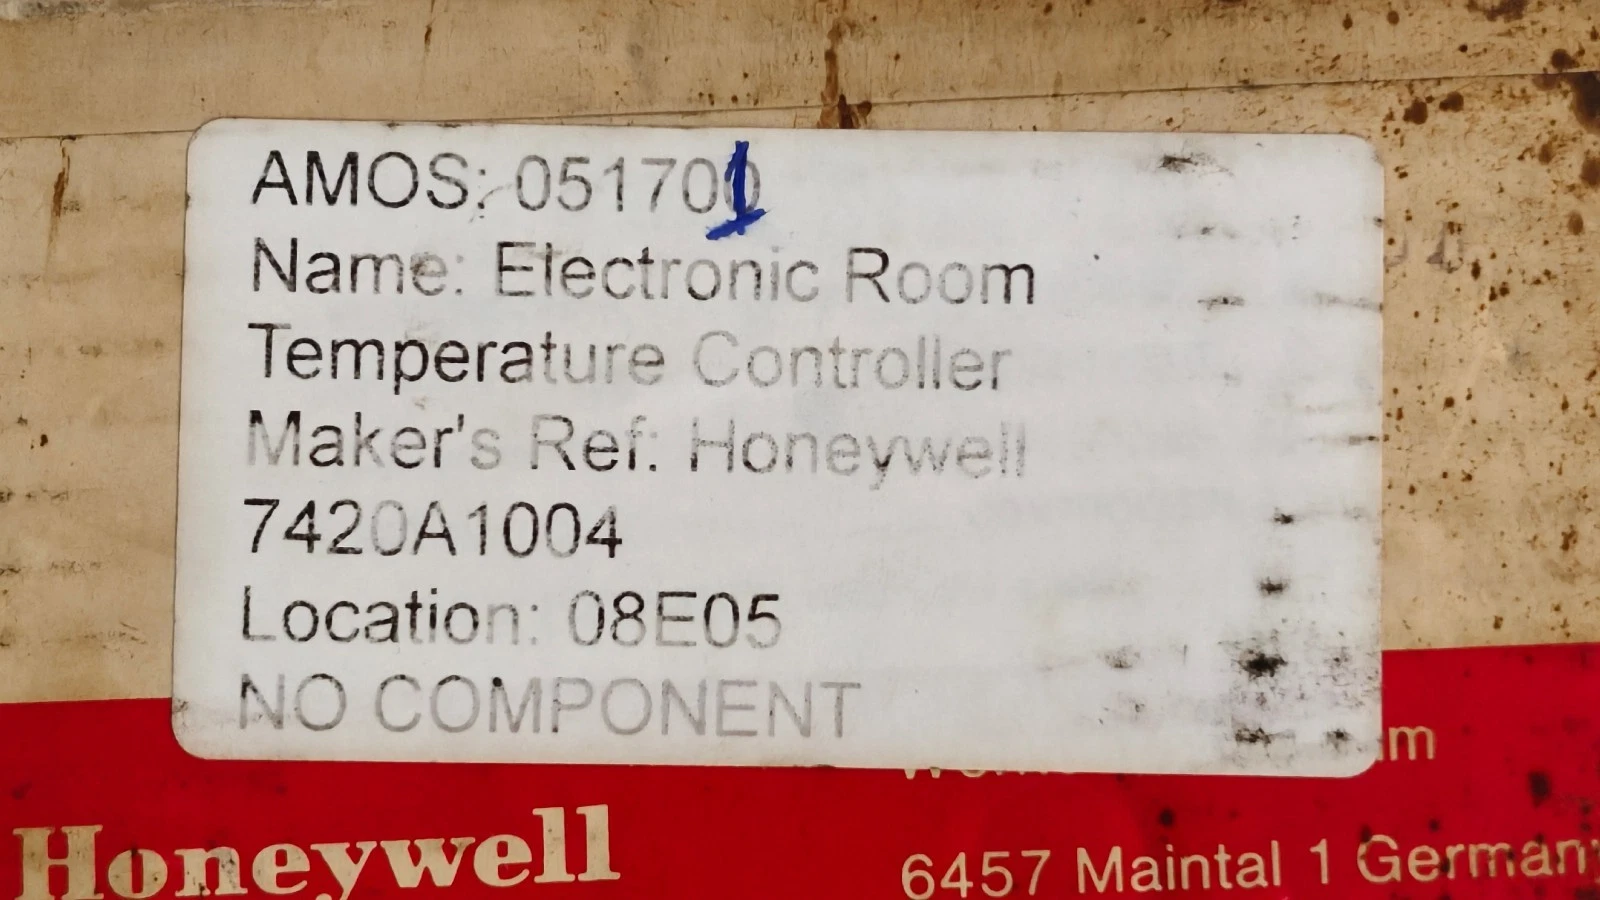 AMOS: 051701
Name: Electronic Room
Temperature Controller
Maker's Ref: Honeywell
7420A1004
Location: 08E05
NO COMPONENT
Honeywell
6457 Maintal 1 Germany